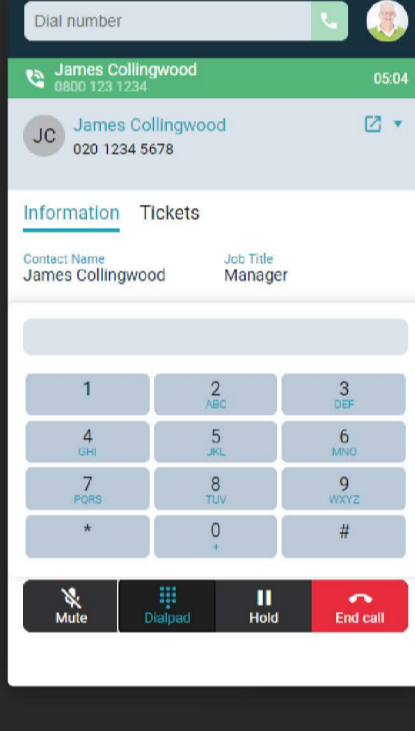 Dial number
James Collingwood
0800 123 1234
05:04
JC
James Collingwood
020 1234 5678
Information Tickets
Contact Name Job Title
James Collingwood Manager
1 2 3
ABC DEF
4 5 6
GHI JKL MNO
7 8 9
PQRS TUV WXYZ
* 0 #
+
Mute Dialpad Hold End call